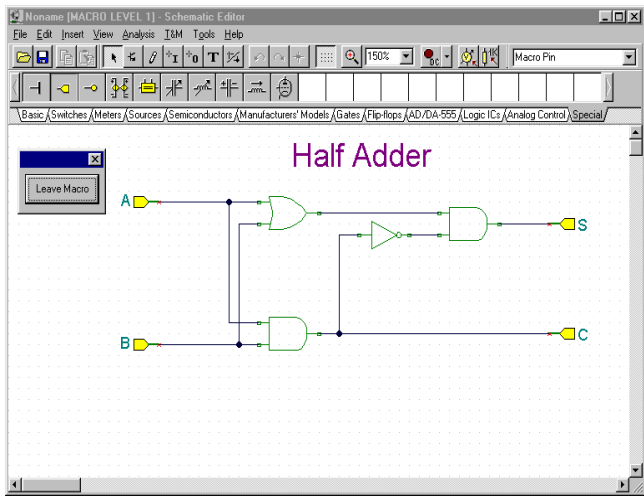 Noname [MACRO LEVEL 1] - Schematic Editor
File Edit Insert View Analysis T&M Tools Help
150%
DC
1K
Macro Pin
Basic Switches Meters Sources Semiconductors Manufacturers' Models Gates Flip-flops AD/DA-555 Logic ICs Analog Control Special
Half Adder
Leave Macro
A
S
B
C